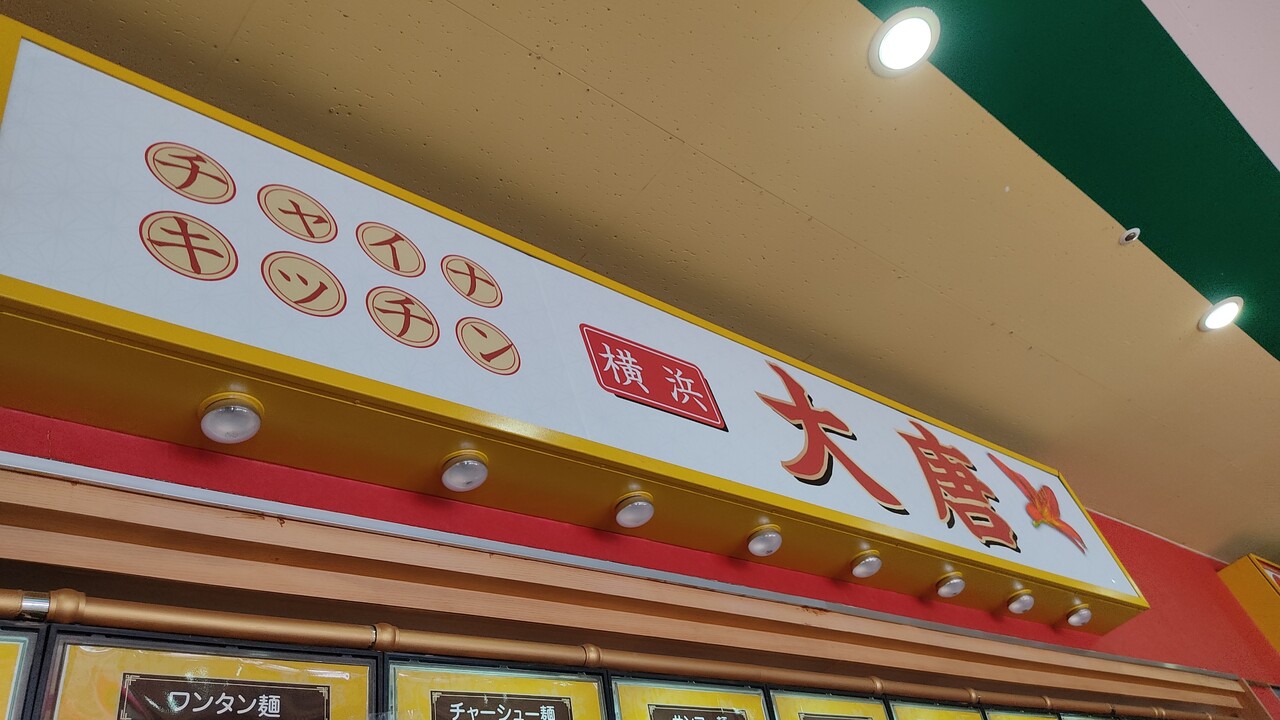 チャイナ
キッチン
横浜
大唐
ワンタン麺
チャーシュー麺